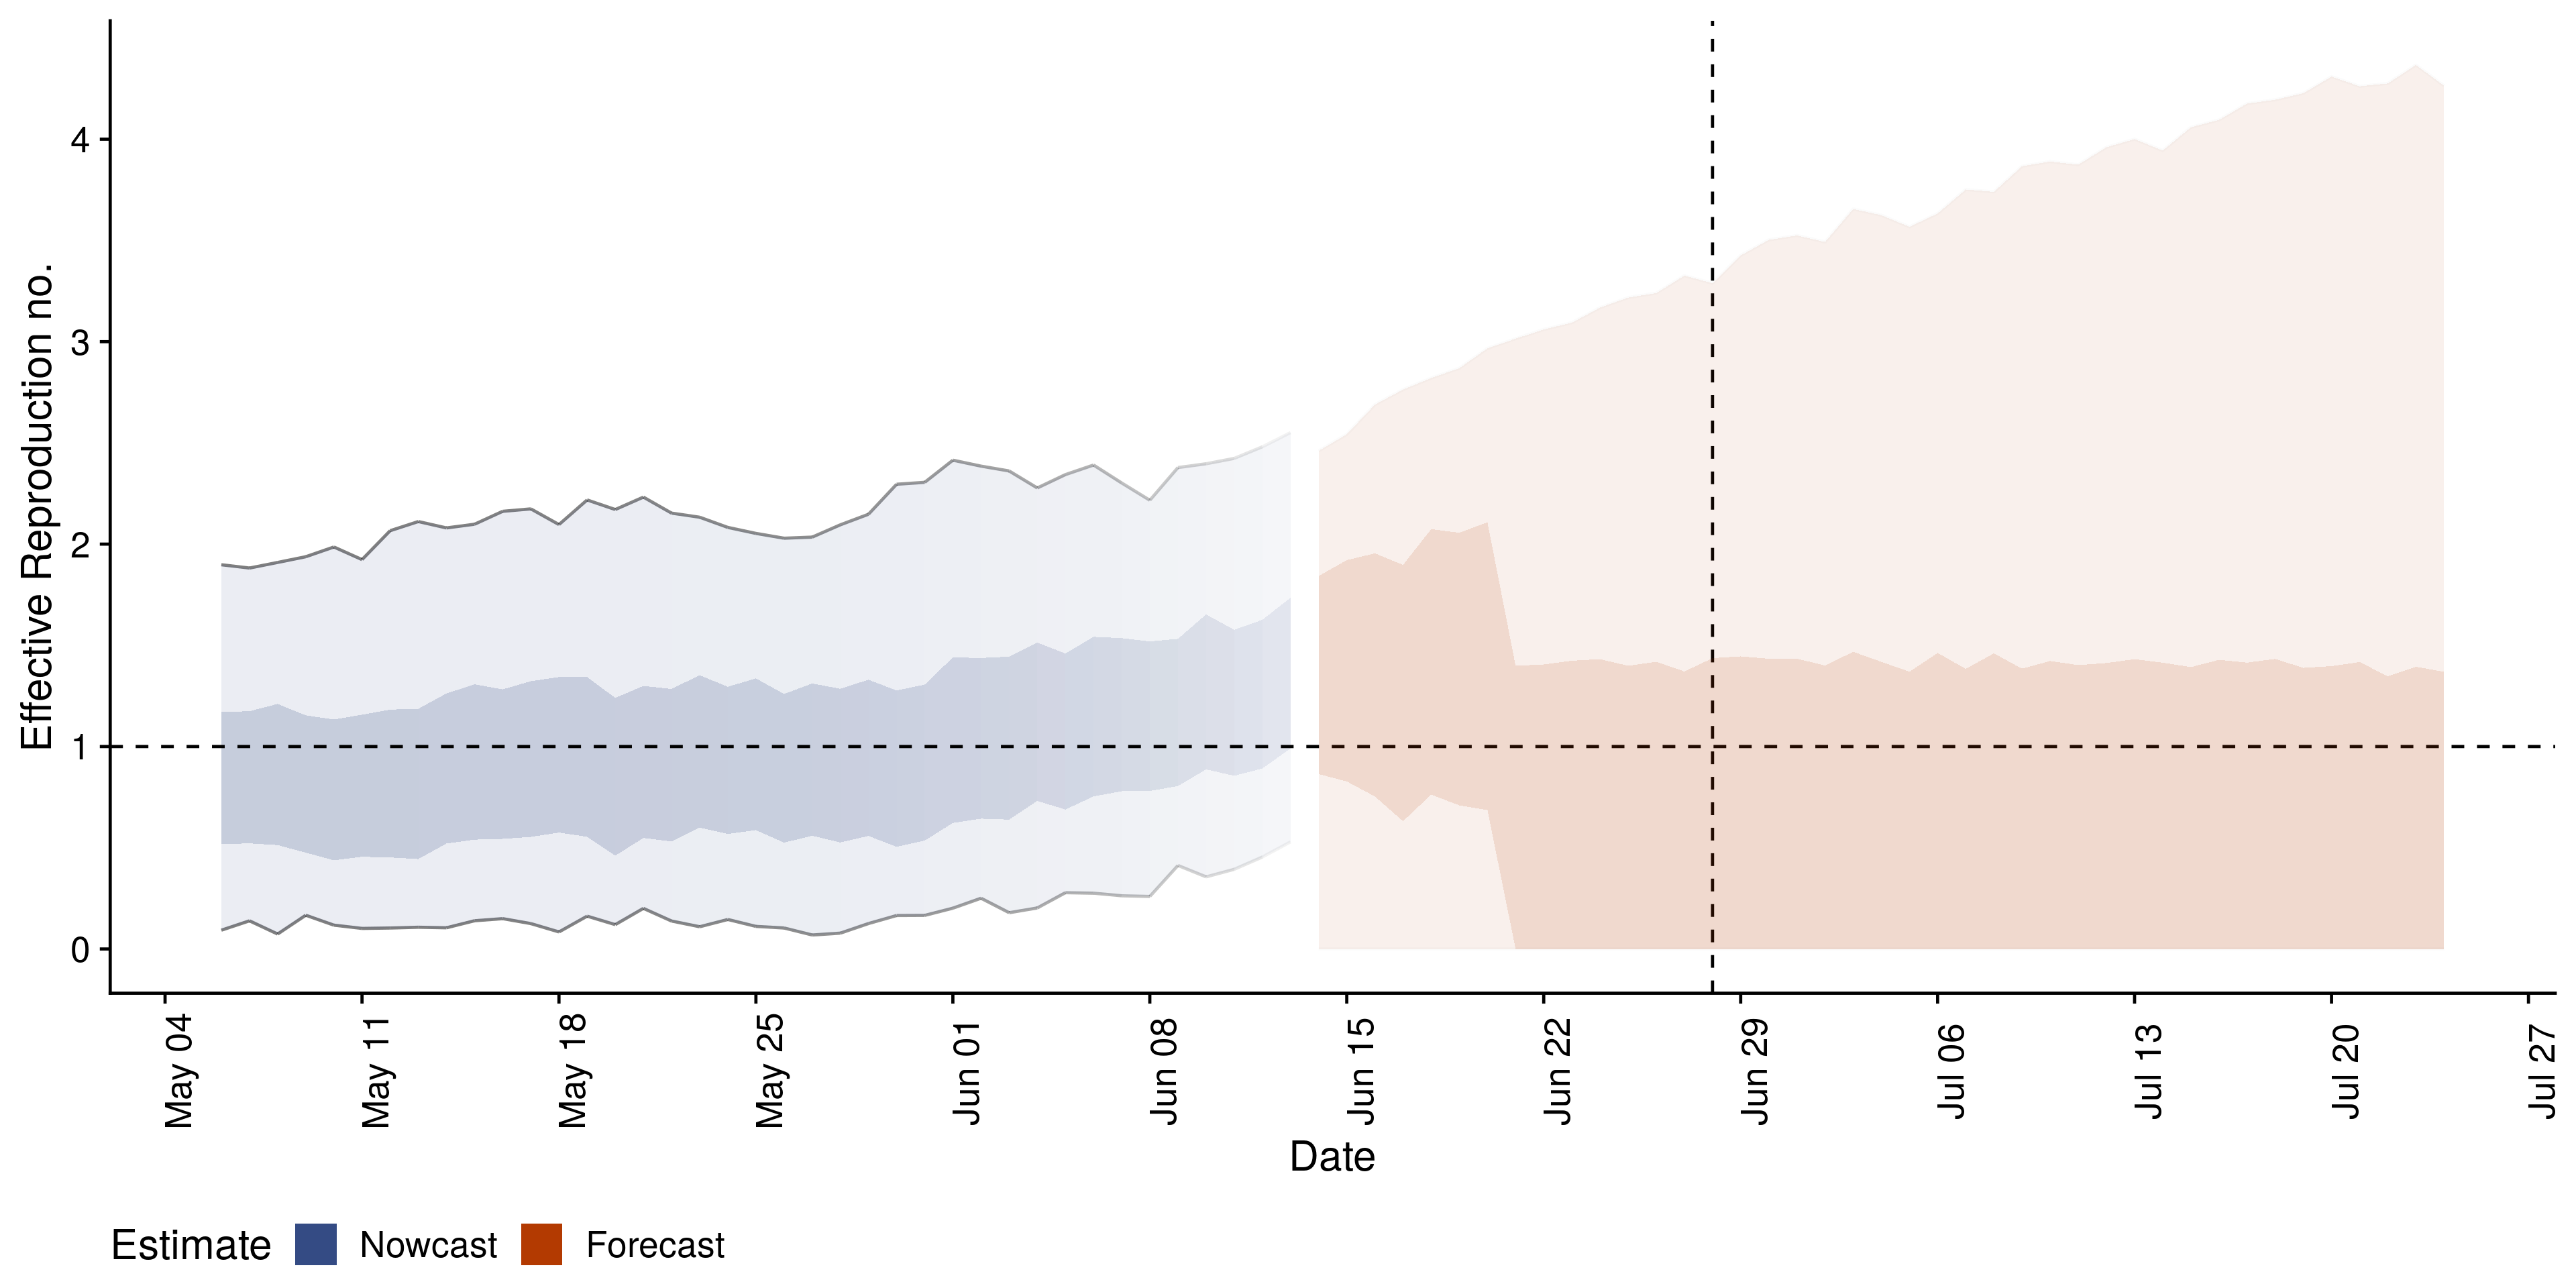 Effective Reproduction no.
4
3
2
1
0
May 04
May 11
May 18
May 25
Jun 01
Jun 08
Jun 15
Jun 22
Jun 29
Jul 06
Jul 13
Jul 20
Jul 27
Date
Estimate Nowcast Forecast